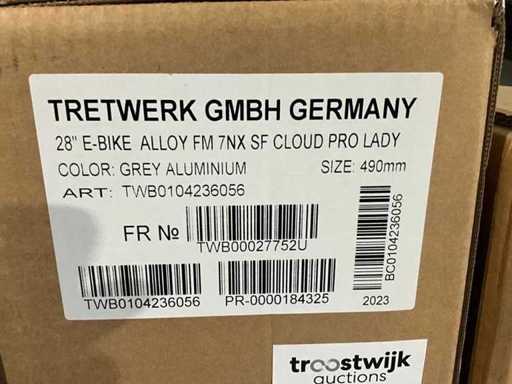 TRETWERK GMBH GERMANY
28" E-BIKE ALLOY FM 7NX SF CLOUD PRO LADY
COLOR: GREY ALUMINIUM SIZE: 490mm
ART: TWB0104236056
FR № TWB00027752U
BC0104236056
TWB0104236056 PR-0000184325 2023
troostwijk
auctions